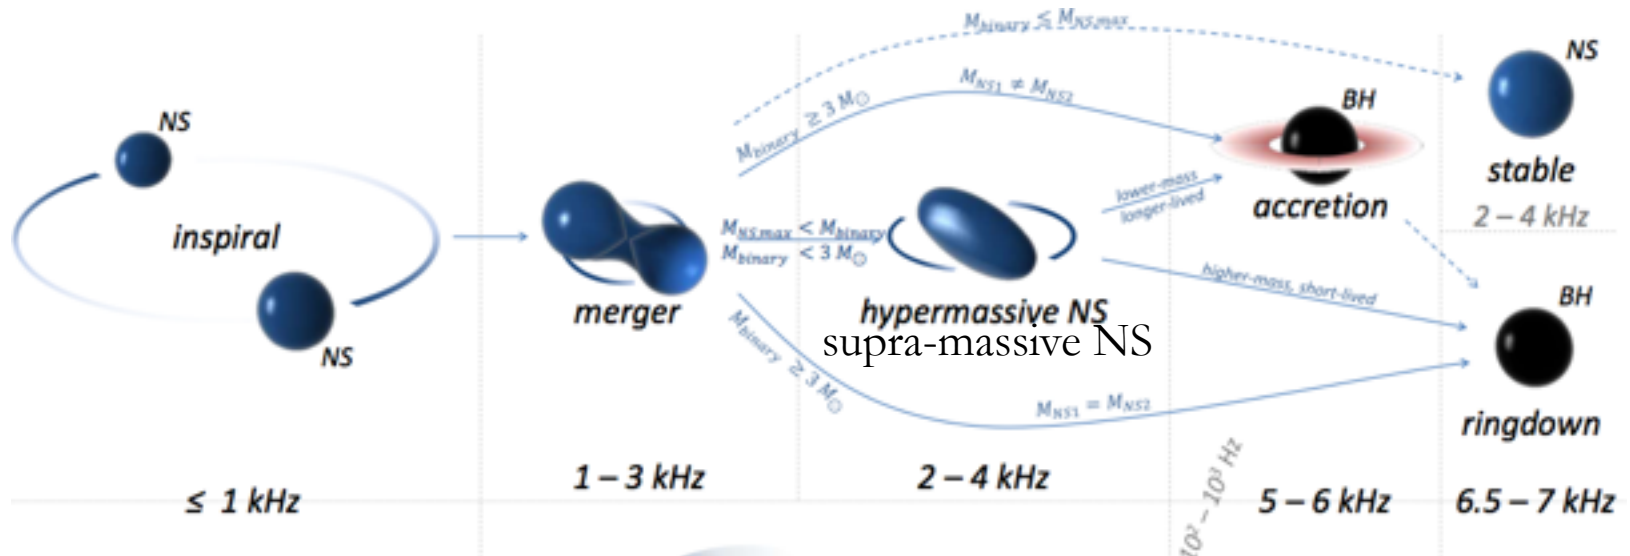 NS
inspiral
NS
≤ 1 kHz
merger
1 – 3 kHz
M_binary ≤ M_NS,max
M_binary ≥ 3 M_☉
M_NS1 ≠ M_NS2
M_NS,max < M_binary
M_binary < 3 M_☉
M_binary ≥ 3 M_☉
M_NS1 = M_NS2
hypermassive NS
supra-massive NS
2 – 4 kHz
lower-mass
longer-lived
higher-mass, short-lived
BH
accretion
10² – 10³ Hz
5 – 6 kHz
NS
stable
2 – 4 kHz
BH
ringdown
6.5 – 7 kHz